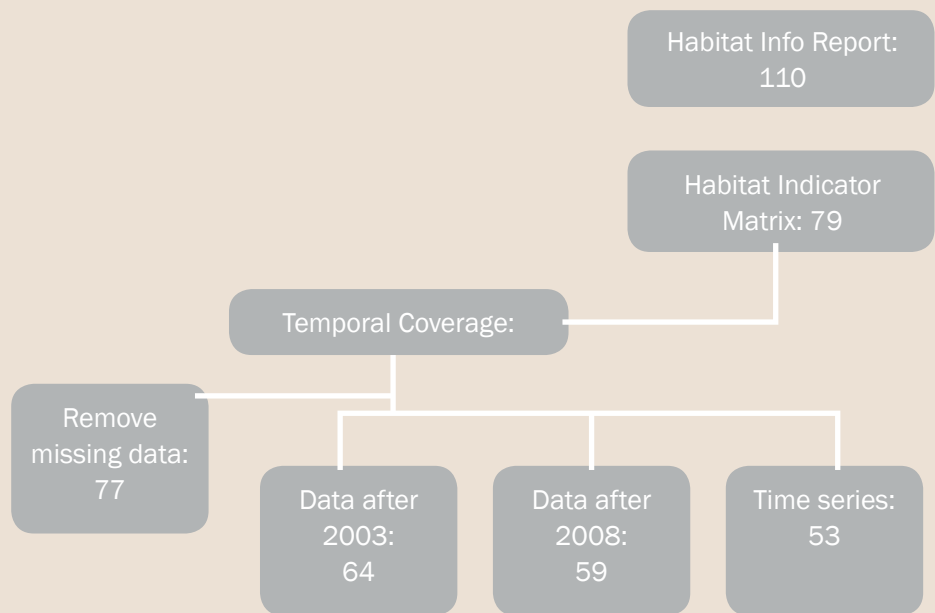 Habitat Info Report:
110
Habitat Indicator
Matrix: 79
Temporal Coverage:
Remove
missing data:
77
Data after
2003:
64
Data after
2008:
59
Time series:
53